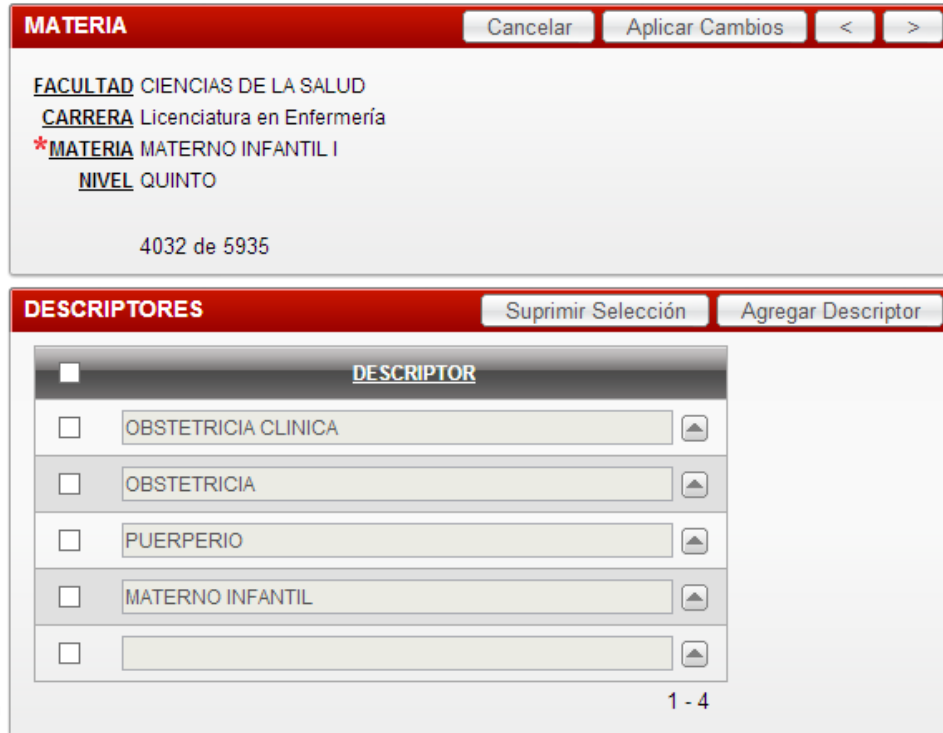 MATERIA Cancelar Aplicar Cambios < >
FACULTAD CIENCIAS DE LA SALUD
CARRERA Licenciatura en Enfermería
*MATERIA MATERNO INFANTIL I
NIVEL QUINTO
4032 de 5935
DESCRIPTORES Suprimir Selección Agregar Descriptor
DESCRIPTOR
OBSTETRICIA CLINICA
OBSTETRICIA
PUERPERIO
MATERNO INFANTIL
1 - 4